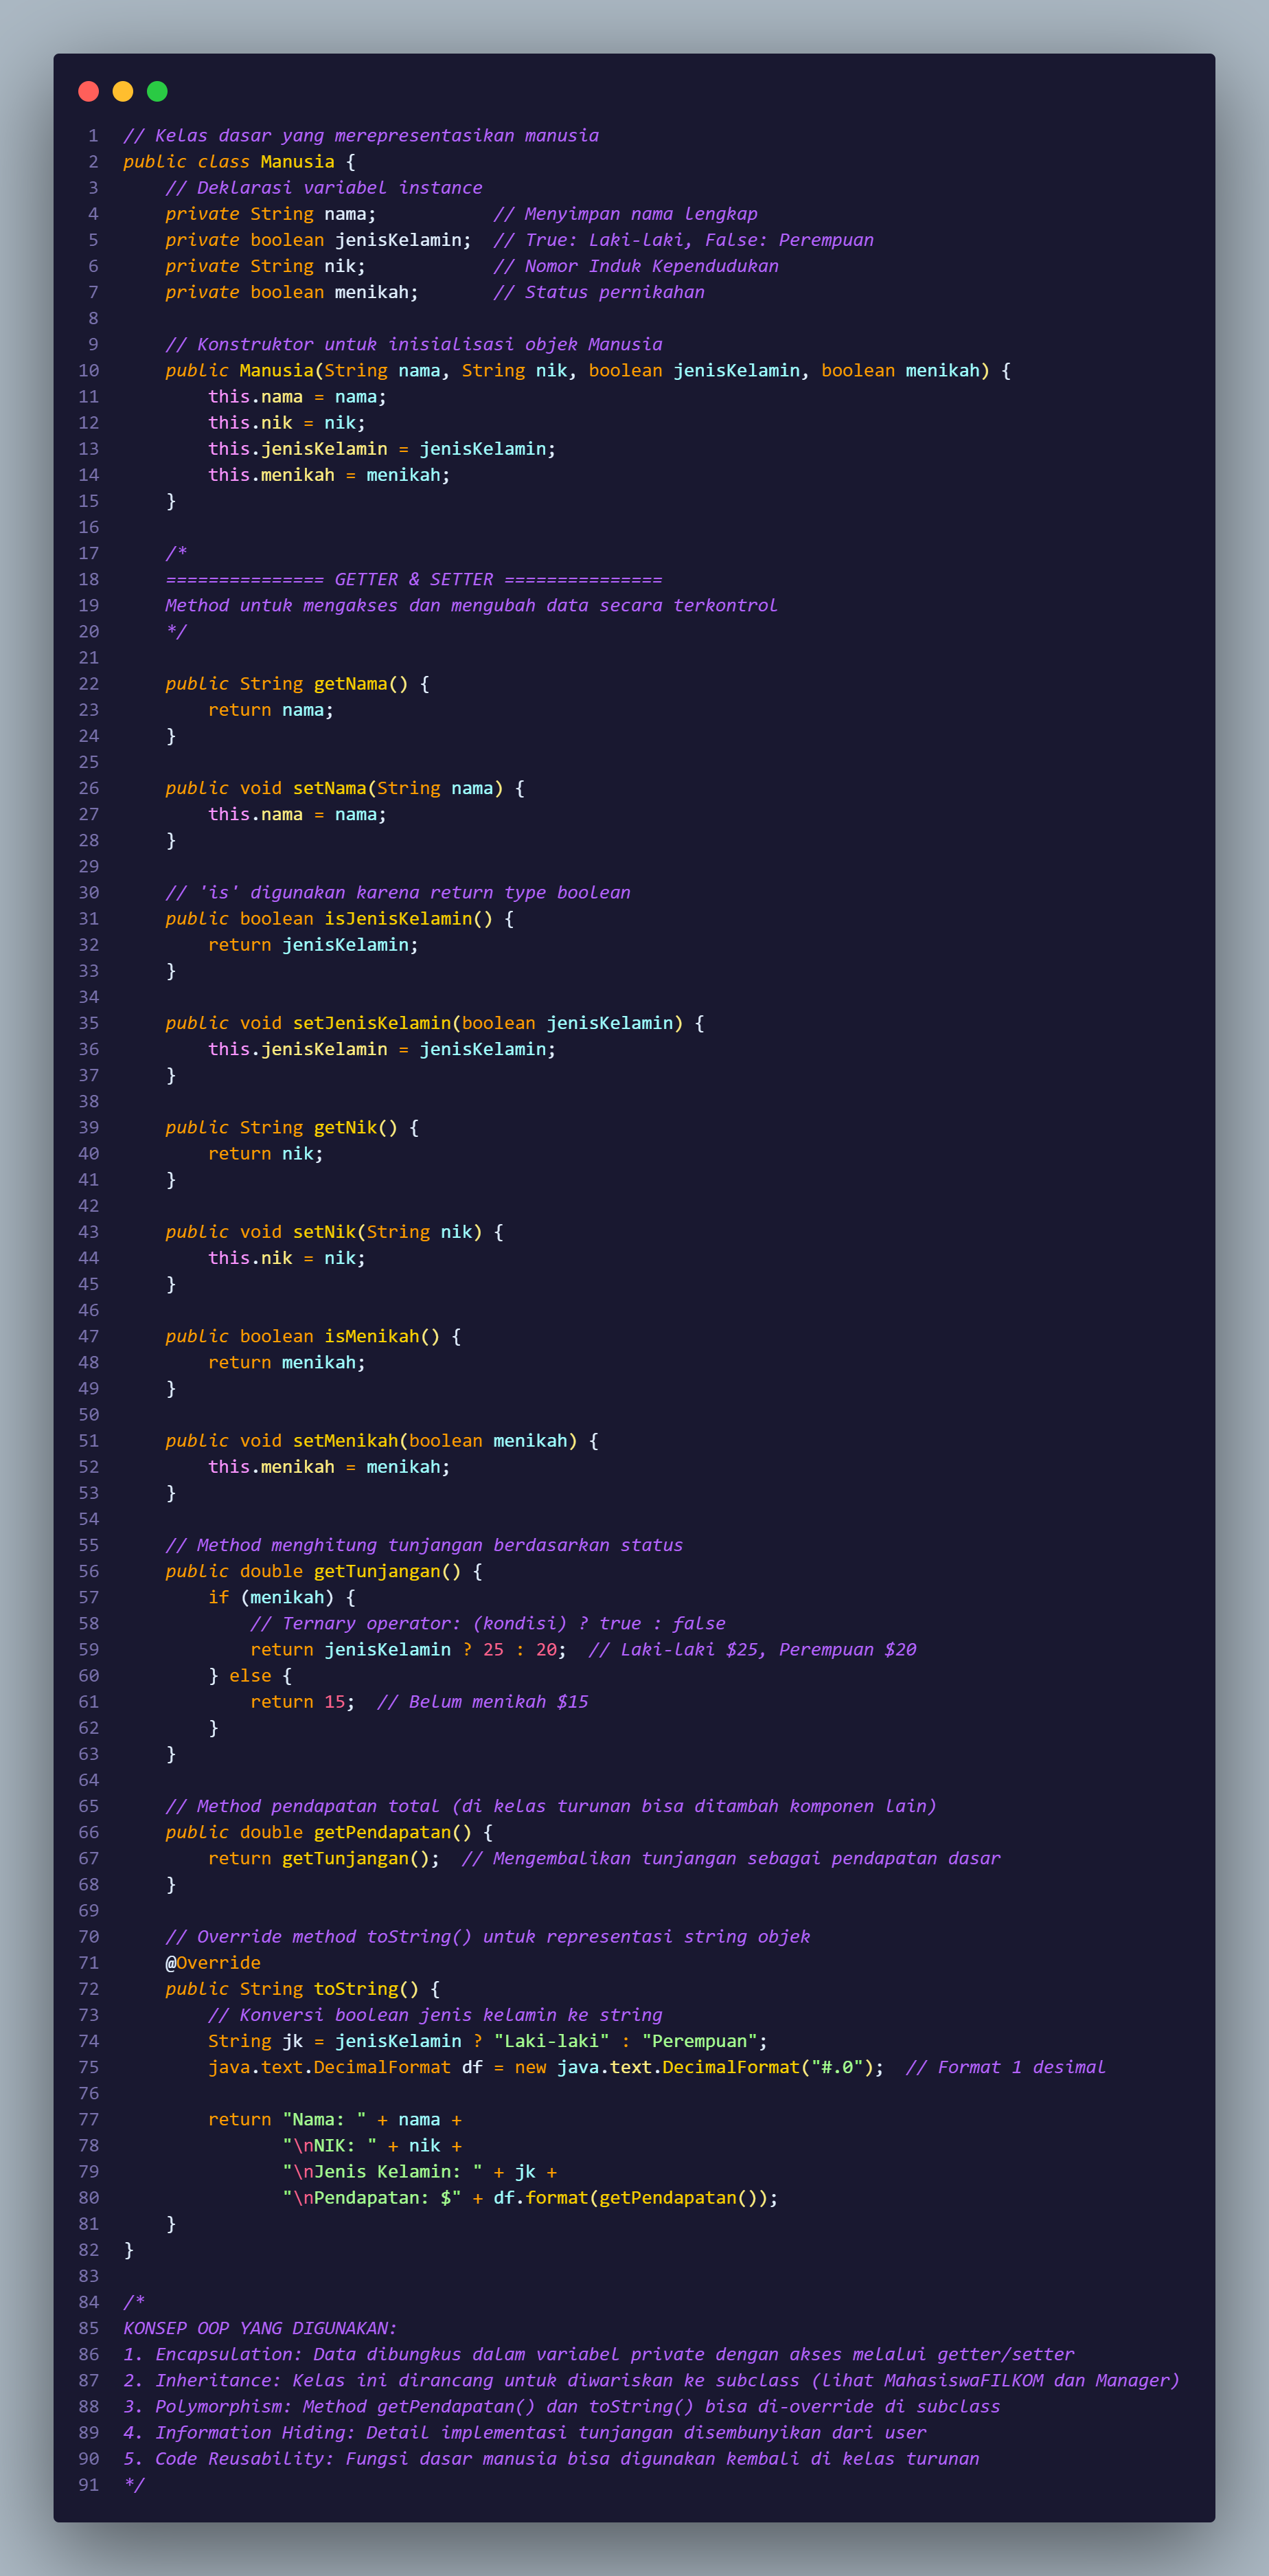 1 // Kelas dasar yang merepresentasikan manusia
2 public class Manusia {
3     // Deklarasi variabel instance
4     private String nama;           // Menyimpan nama lengkap
5     private boolean jenisKelamin;  // True: Laki-laki, False: Perempuan
6     private String nik;            // Nomor Induk Kependudukan
7     private boolean menikah;       // Status pernikahan
8
9     // Konstruktor untuk inisialisasi objek Manusia
10     public Manusia(String nama, String nik, boolean jenisKelamin, boolean menikah) {
11         this.nama = nama;
12         this.nik = nik;
13         this.jenisKelamin = jenisKelamin;
14         this.menikah = menikah;
15     }
16
17     /*
18     =============== GETTER & SETTER ===============
19     Method untuk mengakses dan mengubah data secara terkontrol
20     */
21
22     public String getNama() {
23         return nama;
24     }
25
26     public void setNama(String nama) {
27         this.nama = nama;
28     }
29
30     // 'is' digunakan karena return type boolean
31     public boolean isJenisKelamin() {
32         return jenisKelamin;
33     }
34
35     public void setJenisKelamin(boolean jenisKelamin) {
36         this.jenisKelamin = jenisKelamin;
37     }
38
39     public String getNik() {
40         return nik;
41     }
42
43     public void setNik(String nik) {
44         this.nik = nik;
45     }
46
47     public boolean isMenikah() {
48         return menikah;
49     }
50
51     public void setMenikah(boolean menikah) {
52         this.menikah = menikah;
53     }
54
55     // Method menghitung tunjangan berdasarkan status
56     public double getTunjangan() {
57         if (menikah) {
58             // Ternary operator: (kondisi) ? true : false
59             return jenisKelamin ? 25 : 20;  // Laki-laki $25, Perempuan $20
60         } else {
61             return 15;  // Belum menikah $15
62         }
63     }
64
65     // Method pendapatan total (di kelas turunan bisa ditambah komponen lain)
66     public double getPendapatan() {
67         return getTunjangan();  // Mengembalikan tunjangan sebagai pendapatan dasar
68     }
69
70     // Override method toString() untuk representasi string objek
71     @Override
72     public String toString() {
73         // Konversi boolean jenis kelamin ke string
74         String jk = jenisKelamin ? "Laki-laki" : "Perempuan";
75         java.text.DecimalFormat df = new java.text.DecimalFormat("#.0");  // Format 1 desimal
76
77         return "Nama: " + nama +
78                "\nNIK: " + nik +
79                "\nJenis Kelamin: " + jk +
80                "\nPendapatan: $" + df.format(getPendapatan());
81     }
82 }
83
84 /*
85 KONSEP OOP YANG DIGUNAKAN:
86 1. Encapsulation: Data dibungkus dalam variabel private dengan akses melalui getter/setter
87 2. Inheritance: Kelas ini dirancang untuk diwariskan ke subclass (lihat MahasiswaFILKOM dan Manager)
88 3. Polymorphism: Method getPendapatan() dan toString() bisa di-override di subclass
89 4. Information Hiding: Detail implementasi tunjangan disembunyikan dari user
90 5. Code Reusability: Fungsi dasar manusia bisa digunakan kembali di kelas turunan
91 */